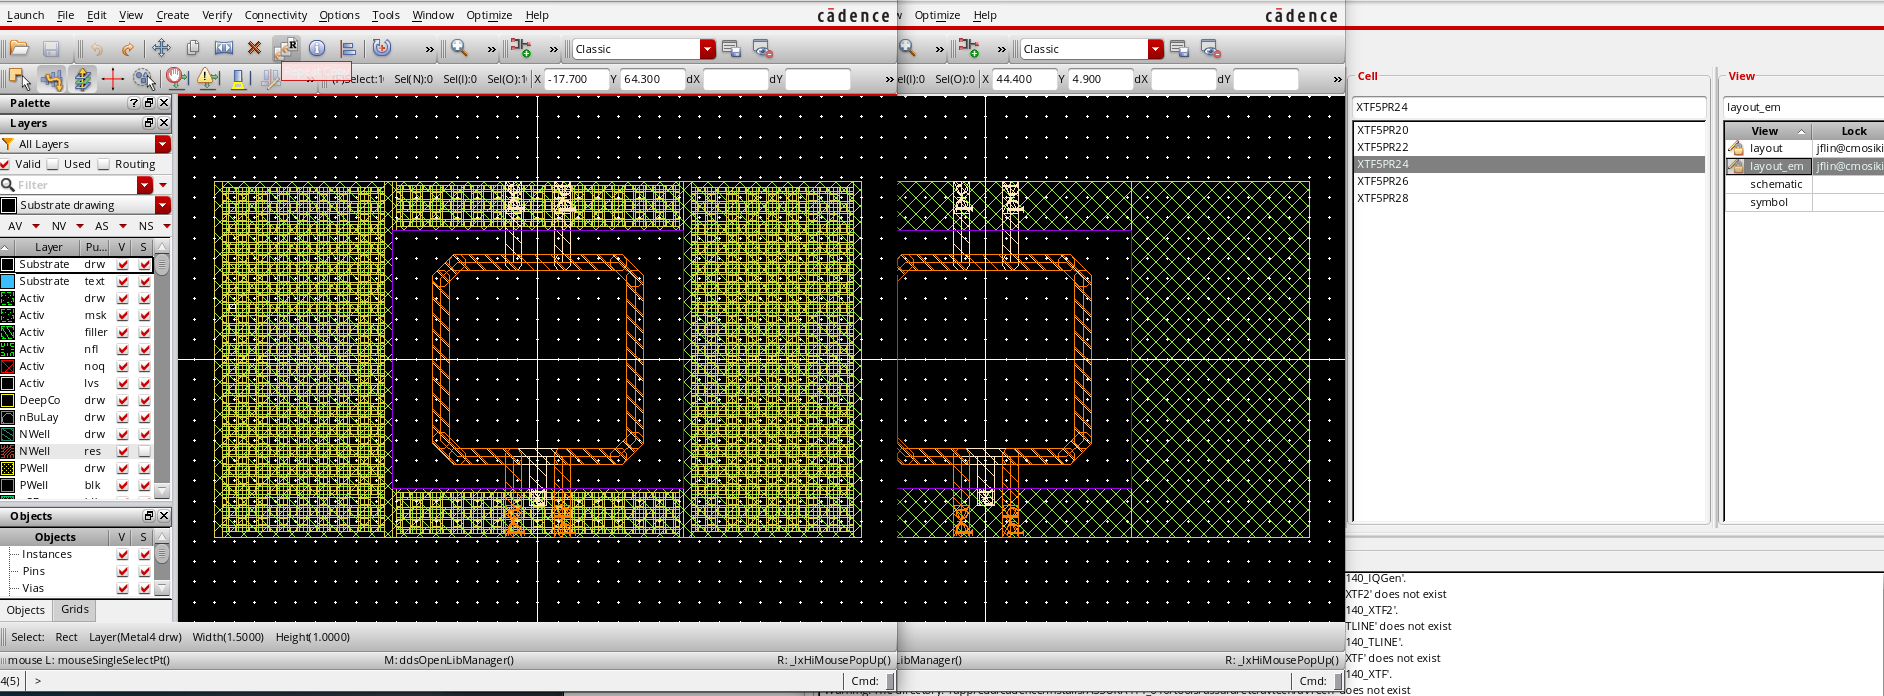 Launch File Edit View Create Verify Connectivity Options Tools Window Optimize Help cādence
Optimize Help cādence
Classic
Classic
Select:1 Sel(N):0 Sel(I):0 Sel(O):1 X -17.700 Y 64.300 dX dY »
Sel(O):0 X 44.400 Y 4.900 dX dY »
Palette
Layers
All Layers
Valid Used Routing
Filter
Substrate drawing
AV NV AS NS
Layer Pu... V S
Substrate drw
Substrate text
Activ drw
Activ msk
Activ filler
Activ nfl
Activ noq
Activ lvs
DeepCo drw
nBuLay drw
NWell drw
NWell res
PWell drw
PWell blk
Objects
Objects V S
Instances
Pins
Vias
Objects Grids
Select: Rect Layer(Metal4 drw) Width(1.5000) Height(1.0000)
mouse L: mouseSingleSelectPt() M: ddsOpenLibManager() R: _lxHiMousePopUp()
LibManager() R: _lxHiMousePopUp()
4(5) > Cmd:
Cmd:
Cell
XTF5PR24
XTF5PR20
XTF5PR22
XTF5PR24
XTF5PR26
XTF5PR28
View
layout_em
View Lock
layout jflin@cmosiki
layout_em jflin@cmosiki
schematic
symbol
140_IQGen'.
XTF2' does not exist
140_XTF2'.
TLINE' does not exist
140_TLINE'.
XTF' does not exist
140_XTF'.
does not exist